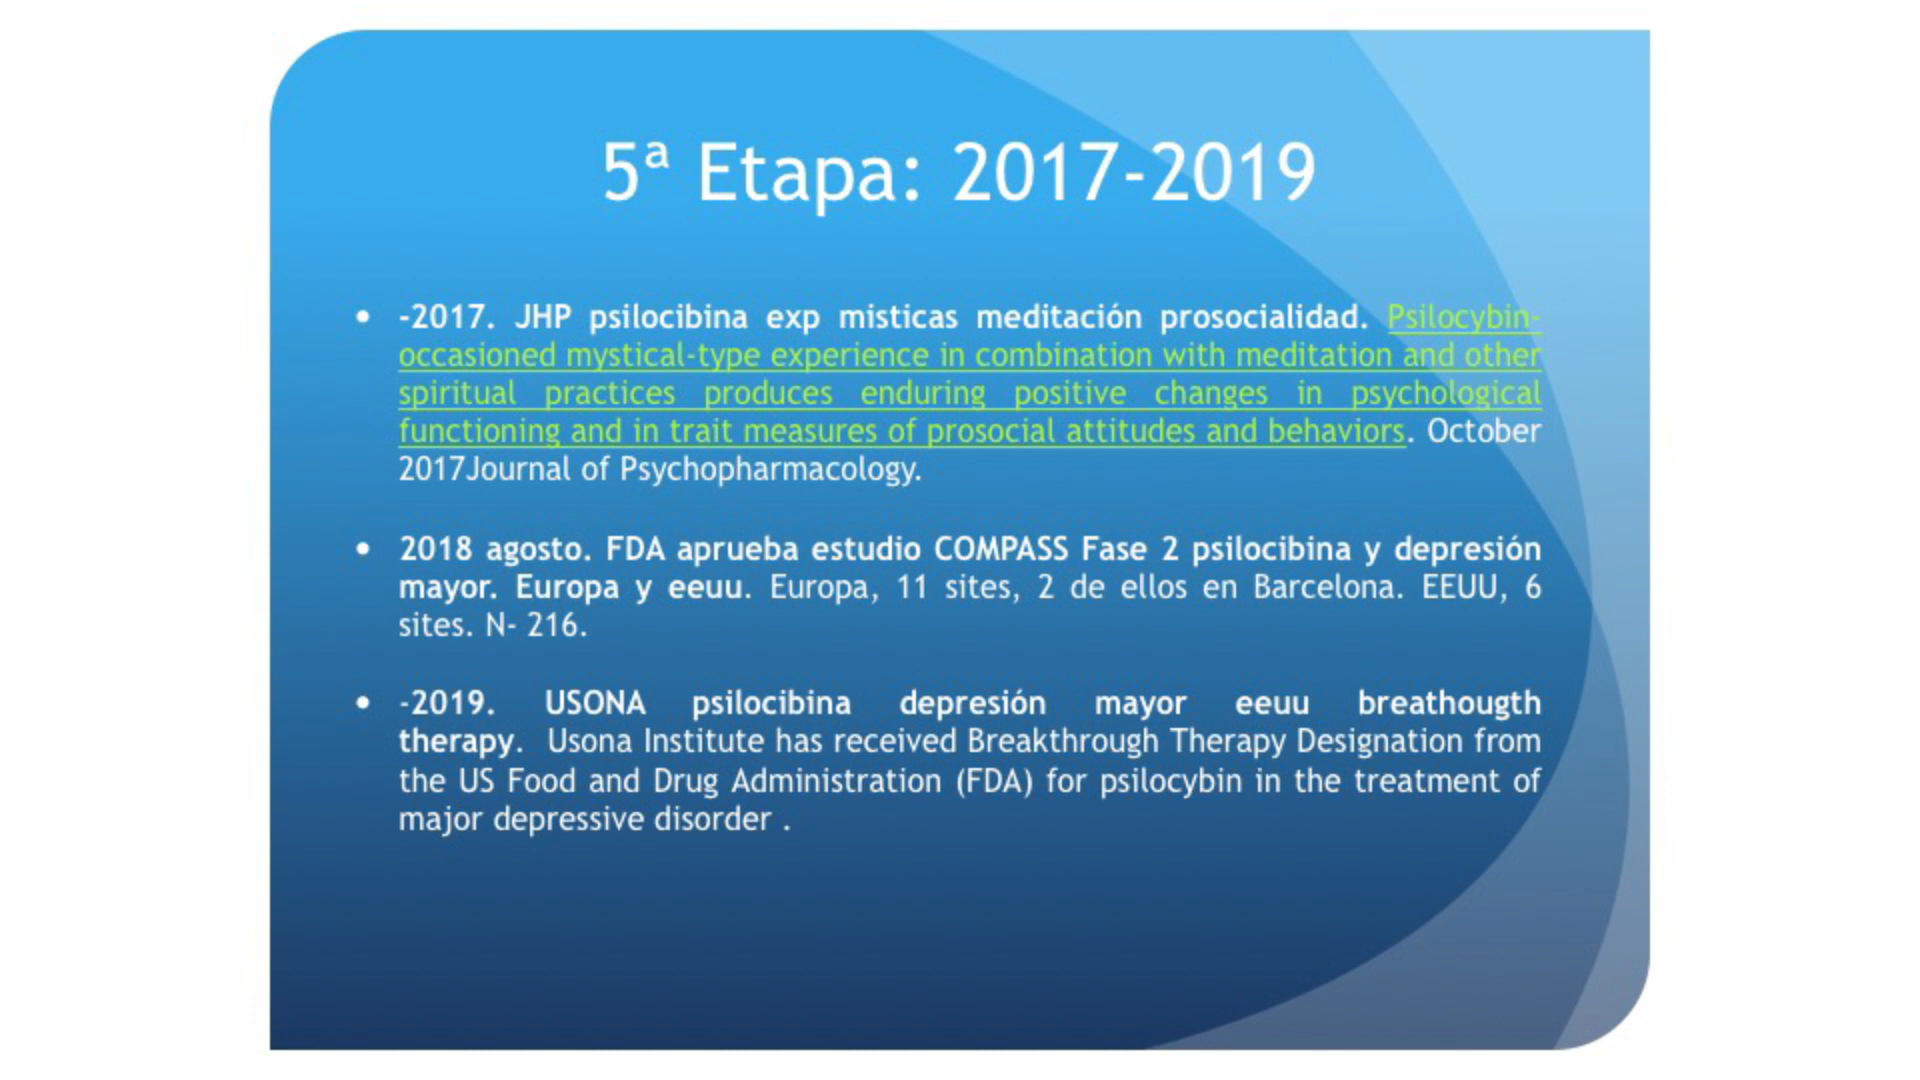 5ª Etapa: 2017-2019
• -2017. JHP psilocibina exp misticas meditación prosocialidad. Psilocybin-
occasioned mystical-type experience in combination with meditation and other
spiritual practices produces enduring positive changes in psychological
functioning and in trait measures of prosocial attitudes and behaviors. October
2017Journal of Psychopharmacology.
• 2018 agosto. FDA aprueba estudio COMPASS Fase 2 psilocibina y depresión
mayor. Europa y eeuu. Europa, 11 sites, 2 de ellos en Barcelona. EEUU, 6
sites. N- 216.
• -2019. USONA psilocibina depresión mayor eeuu breathougth
therapy. Usona Institute has received Breakthrough Therapy Designation from
the US Food and Drug Administration (FDA) for psilocybin in the treatment of
major depressive disorder .